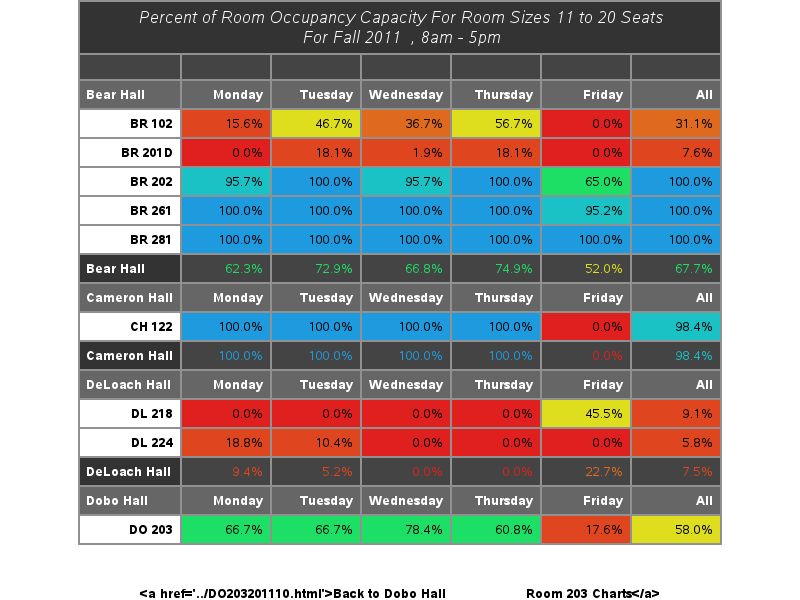 Percent of Room Occupancy Capacity For Room Sizes 11 to 20 Seats
For Fall 2011  , 8am - 5pm
Bear Hall Monday Tuesday Wednesday Thursday Friday All
BR 102 15.6% 46.7% 36.7% 56.7% 0.0% 31.1%
BR 201D 0.0% 18.1% 1.9% 18.1% 0.0% 7.6%
BR 202 95.7% 100.0% 95.7% 100.0% 65.0% 100.0%
BR 261 100.0% 100.0% 100.0% 100.0% 95.2% 100.0%
BR 281 100.0% 100.0% 100.0% 100.0% 100.0% 100.0%
Bear Hall 62.3% 72.9% 66.8% 74.9% 52.0% 67.7%
Cameron Hall Monday Tuesday Wednesday Thursday Friday All
CH 122 100.0% 100.0% 100.0% 100.0% 0.0% 98.4%
Cameron Hall 100.0% 100.0% 100.0% 100.0% 0.0% 98.4%
DeLoach Hall Monday Tuesday Wednesday Thursday Friday All
DL 218 0.0% 0.0% 0.0% 0.0% 45.5% 9.1%
DL 224 18.8% 10.4% 0.0% 0.0% 0.0% 5.8%
DeLoach Hall 9.4% 5.2% 0.0% 0.0% 22.7% 7.5%
Dobo Hall Monday Tuesday Wednesday Thursday Friday All
DO 203 66.7% 66.7% 78.4% 60.8% 17.6% 58.0%
<a href='../DO203201110.html'>Back to Dobo Hall Room 203 Charts</a>